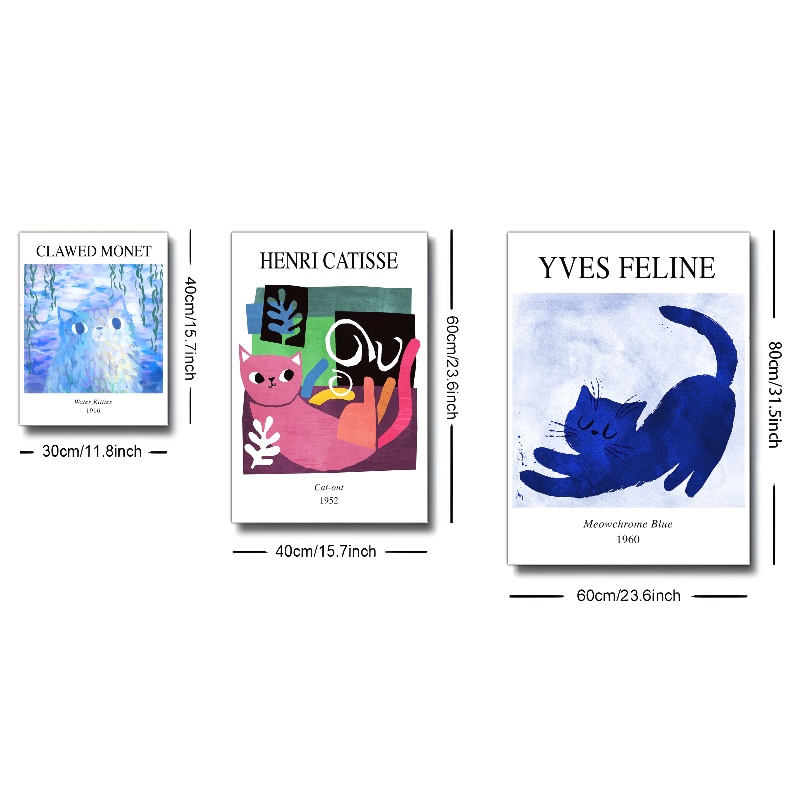 CLAWED MONET
Water Kitties
1916
40cm/15.7inch
30cm/11.8inch
HENRI CATISSE
Cat-out
1952
60cm/23.6inch
40cm/15.7inch
YVES FELINE
Meowchrome Blue
1960
80cm/31.5inch
60cm/23.6inch